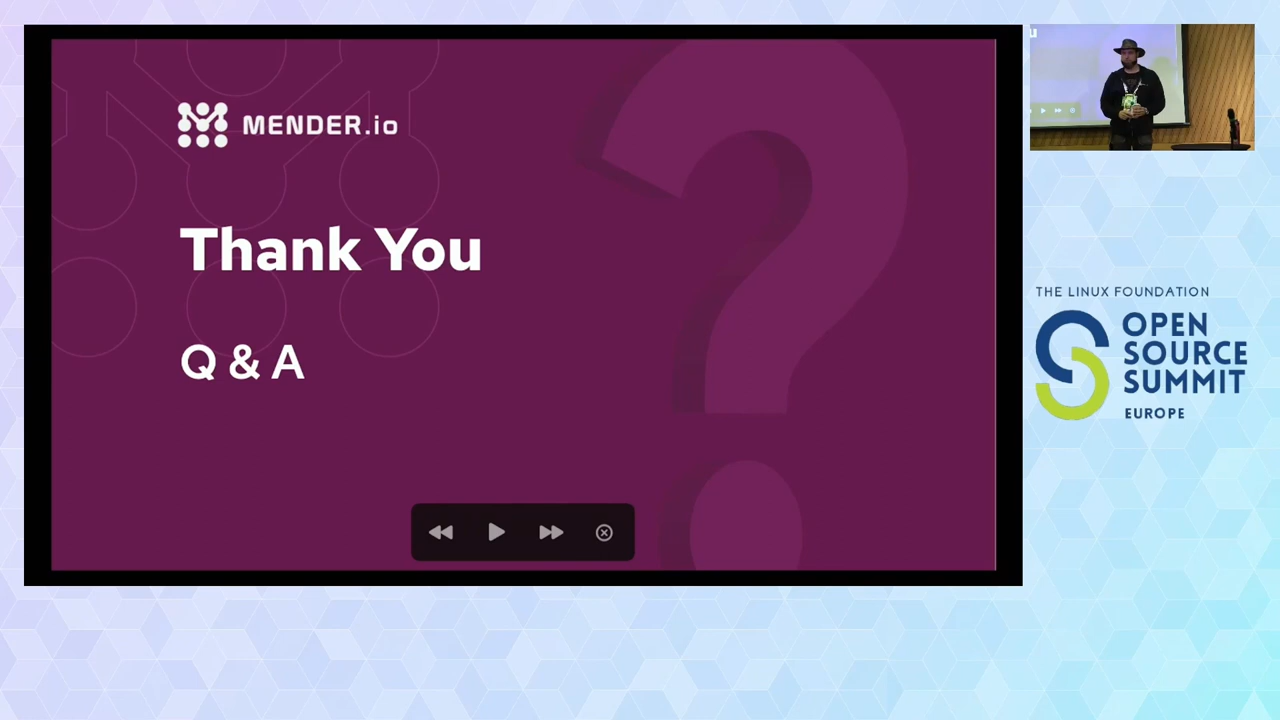 MENDER.io
Thank You
Q & A
THE LINUX FOUNDATION
OPEN
SOURCE
SUMMIT
EUROPE